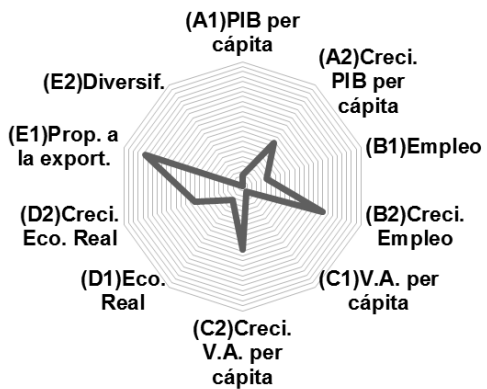 (A1)PIB per
cápita
(A2)Creci.
PIB per
cápita
(B1)Empleo
(B2)Creci.
Empleo
(C1)V.A. per
cápita
(C2)Creci.
V.A. per
cápita
(D1)Eco.
Real
(D2)Creci.
Eco. Real
(E1)Prop. a
la export.
(E2)Diversif.